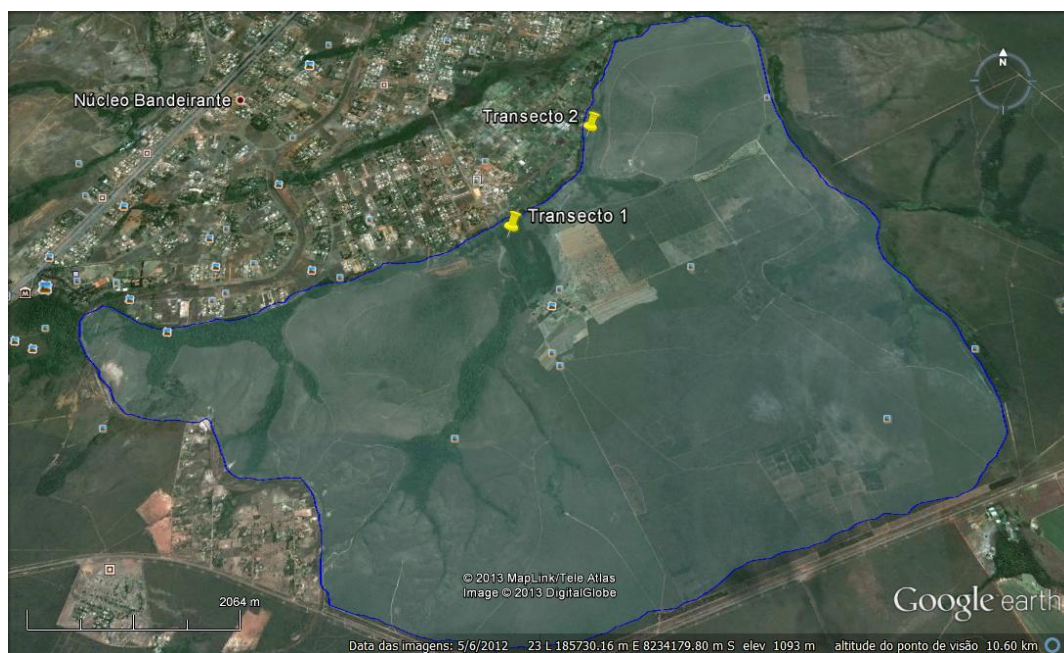 N
Núcleo Bandeirante
Transecto 2
Transecto 1
2064 m
© 2013 MapLink/Tele Atlas
Image © 2013 DigitalGlobe
Google earth
Data das imagens: 5/6/2012 23 L 185730.16 m E 8234179.80 m S elev 1093 m altitude do ponto de visão 10.60 km